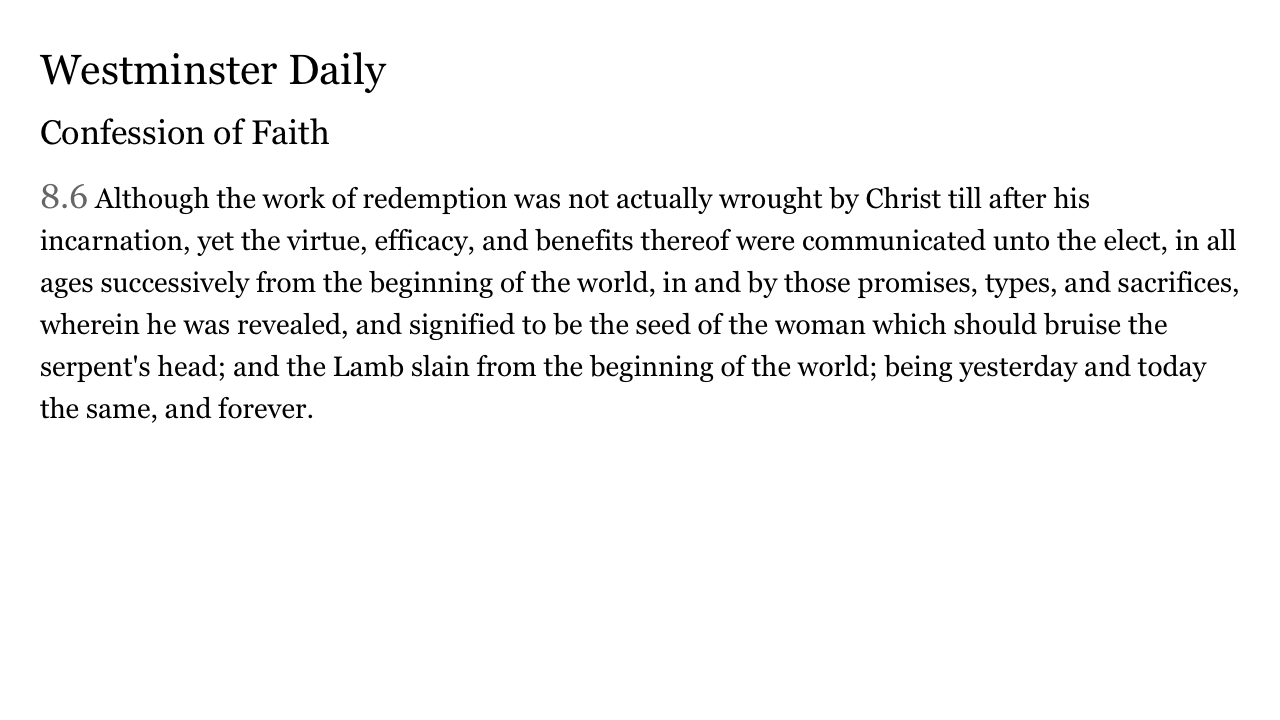 Westminster Daily
Confession of Faith
8.6 Although the work of redemption was not actually wrought by Christ till after his
incarnation, yet the virtue, efficacy, and benefits thereof were communicated unto the elect, in all
ages successively from the beginning of the world, in and by those promises, types, and sacrifices,
wherein he was revealed, and signified to be the seed of the woman which should bruise the
serpent's head; and the Lamb slain from the beginning of the world; being yesterday and today
the same, and forever.